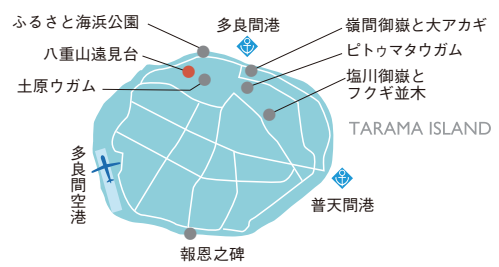 ふるさと海浜公園
八重山遠見台
土原ウガム
多良間港
嶺間御嶽と大アカギ
ピトゥマタウガム
塩川御嶽と
フクギ並木
TARAMA ISLAND
多良間空港
普天間港
報恩之碑